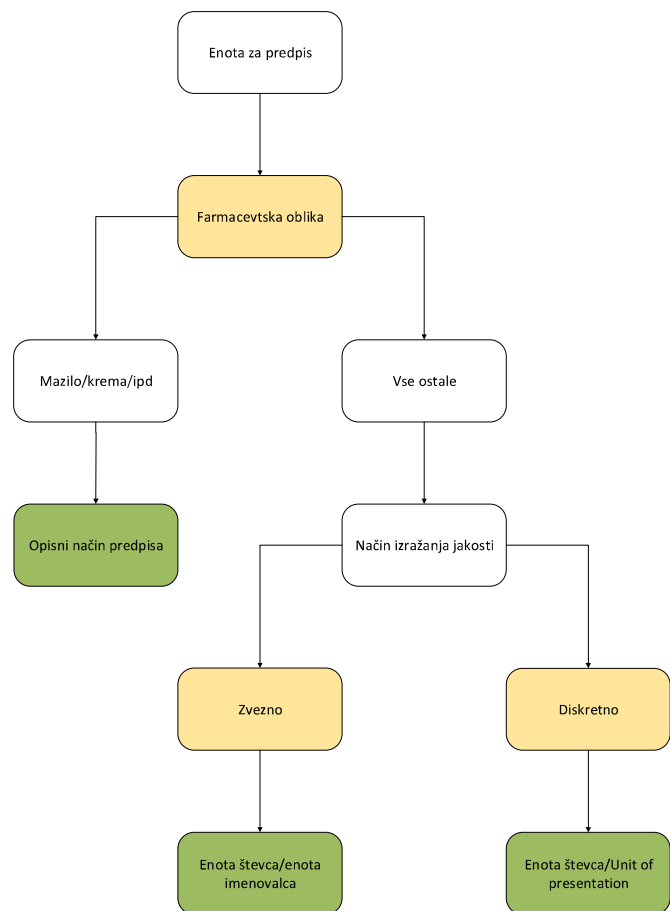 Enota za predpis
Farmacevtska oblika
Mazilo/krema/ipd
Vse ostale
Opisni način predpisa
Način izražanja jakosti
Zvezno
Diskretno
Enota števca/enota
imenovalca
Enota števca/Unit of
presentation